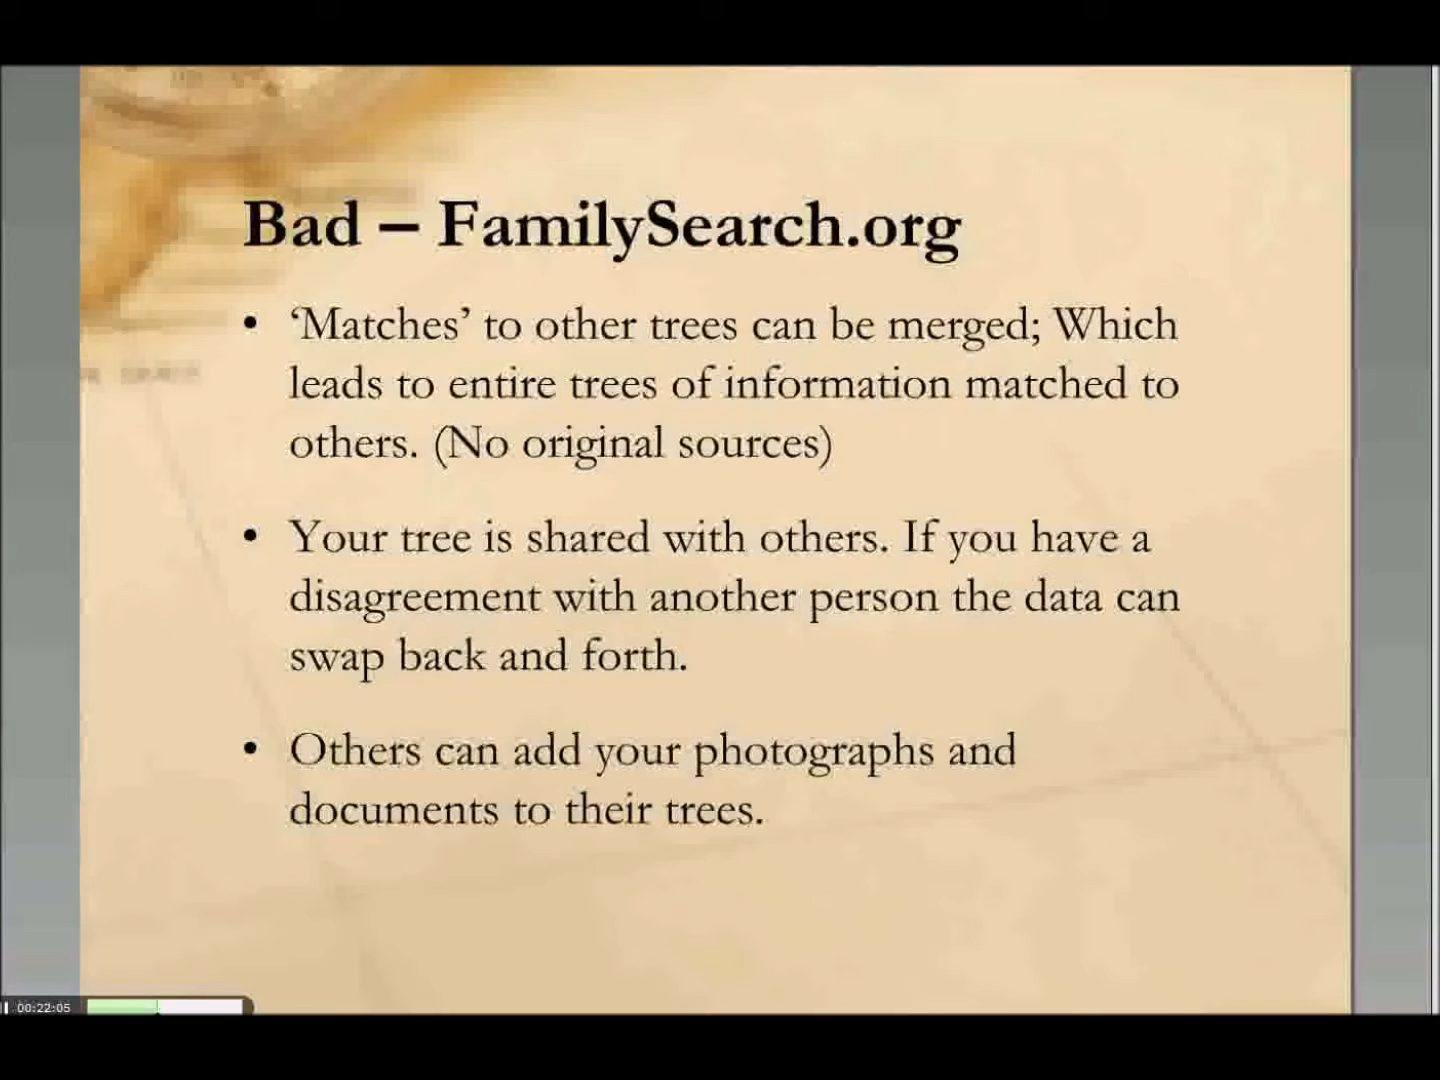 Bad – FamilySearch.org
• ‘Matches’ to other trees can be merged; Which
leads to entire trees of information matched to
others. (No original sources)
• Your tree is shared with others. If you have a
disagreement with another person the data can
swap back and forth.
• Others can add your photographs and
documents to their trees.
00:22:05